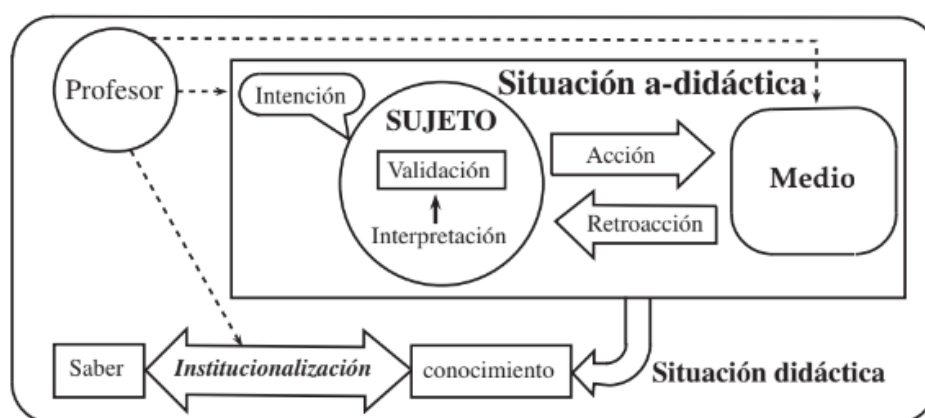 Profesor
Intención
Situación a-didáctica
SUJETO
Validación
Interpretación
Acción
Retroacción
Medio
Saber
Institucionalización
conocimiento
Situación didáctica